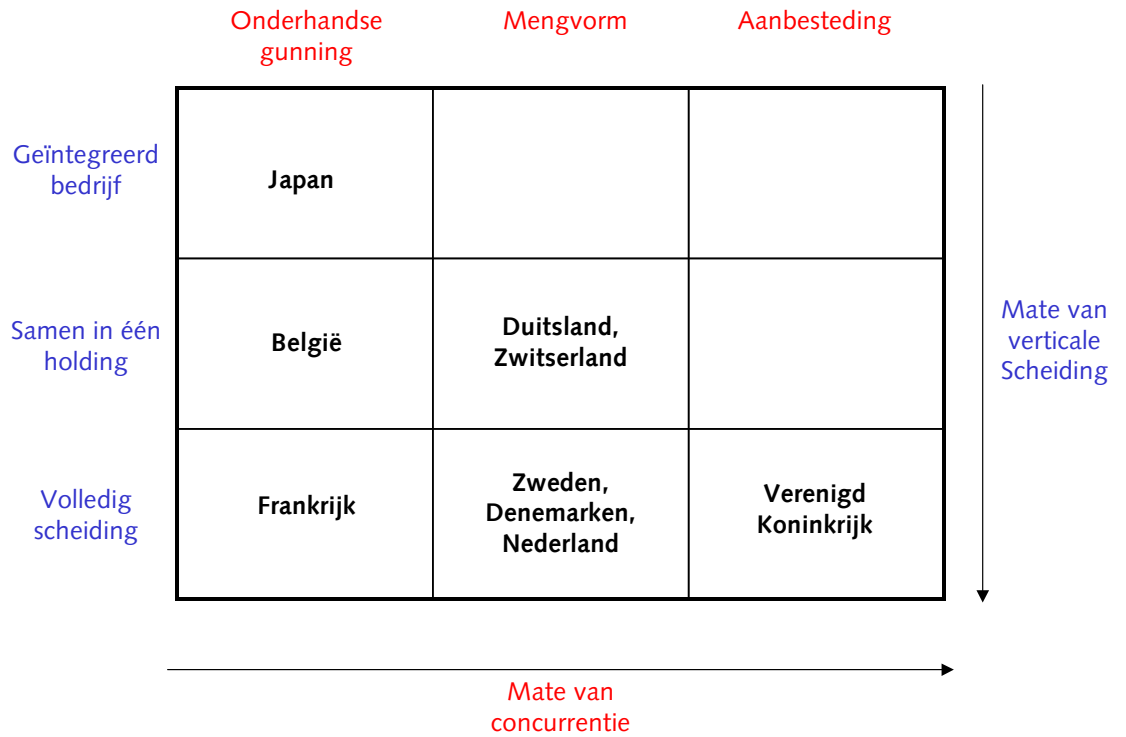 Onderhandse
gunning
Mengvorm
Aanbesteding
Geïntegreerd
bedrijf
Japan
Samen in één
holding
België
Duitsland,
Zwitserland
Mate van
verticale
Scheiding
Volledig
scheiding
Frankrijk
Zweden,
Denemarken,
Nederland
Verenigd
Koninkrijk
Mate van
concurrentie